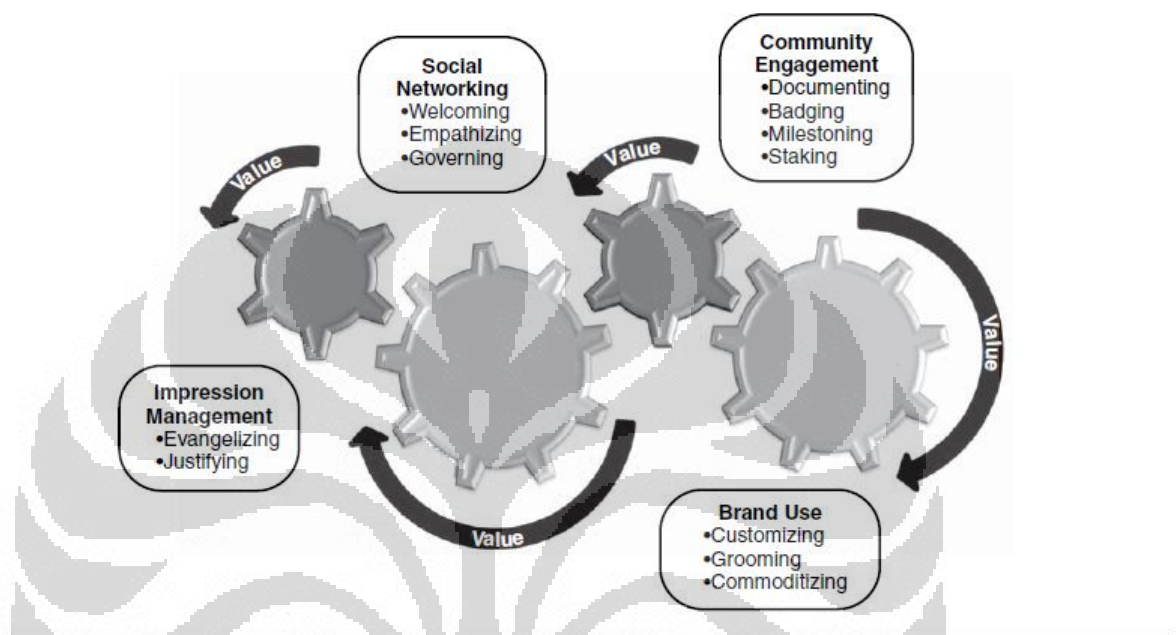 Social
Networking
•Welcoming
•Empathizing
•Governing
Community
Engagement
•Documenting
•Badging
•Milestoning
•Staking
Value
Value
Value
Impression
Management
•Evangelizing
•Justifying
Value
Brand Use
•Customizing
•Grooming
•Commoditizing